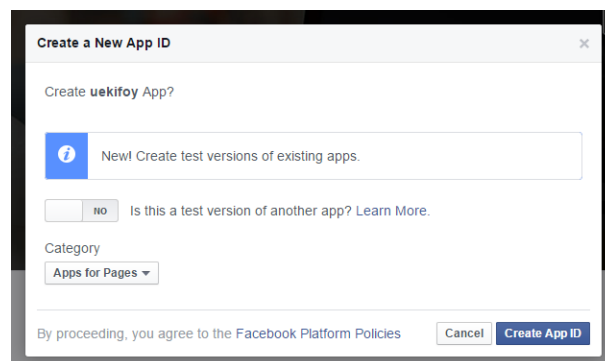 Create a New App ID
Create uekifoy App?
New! Create test versions of existing apps.
NO Is this a test version of another app? Learn More.
Category
Apps for Pages
By proceeding, you agree to the Facebook Platform Policies Cancel Create App ID